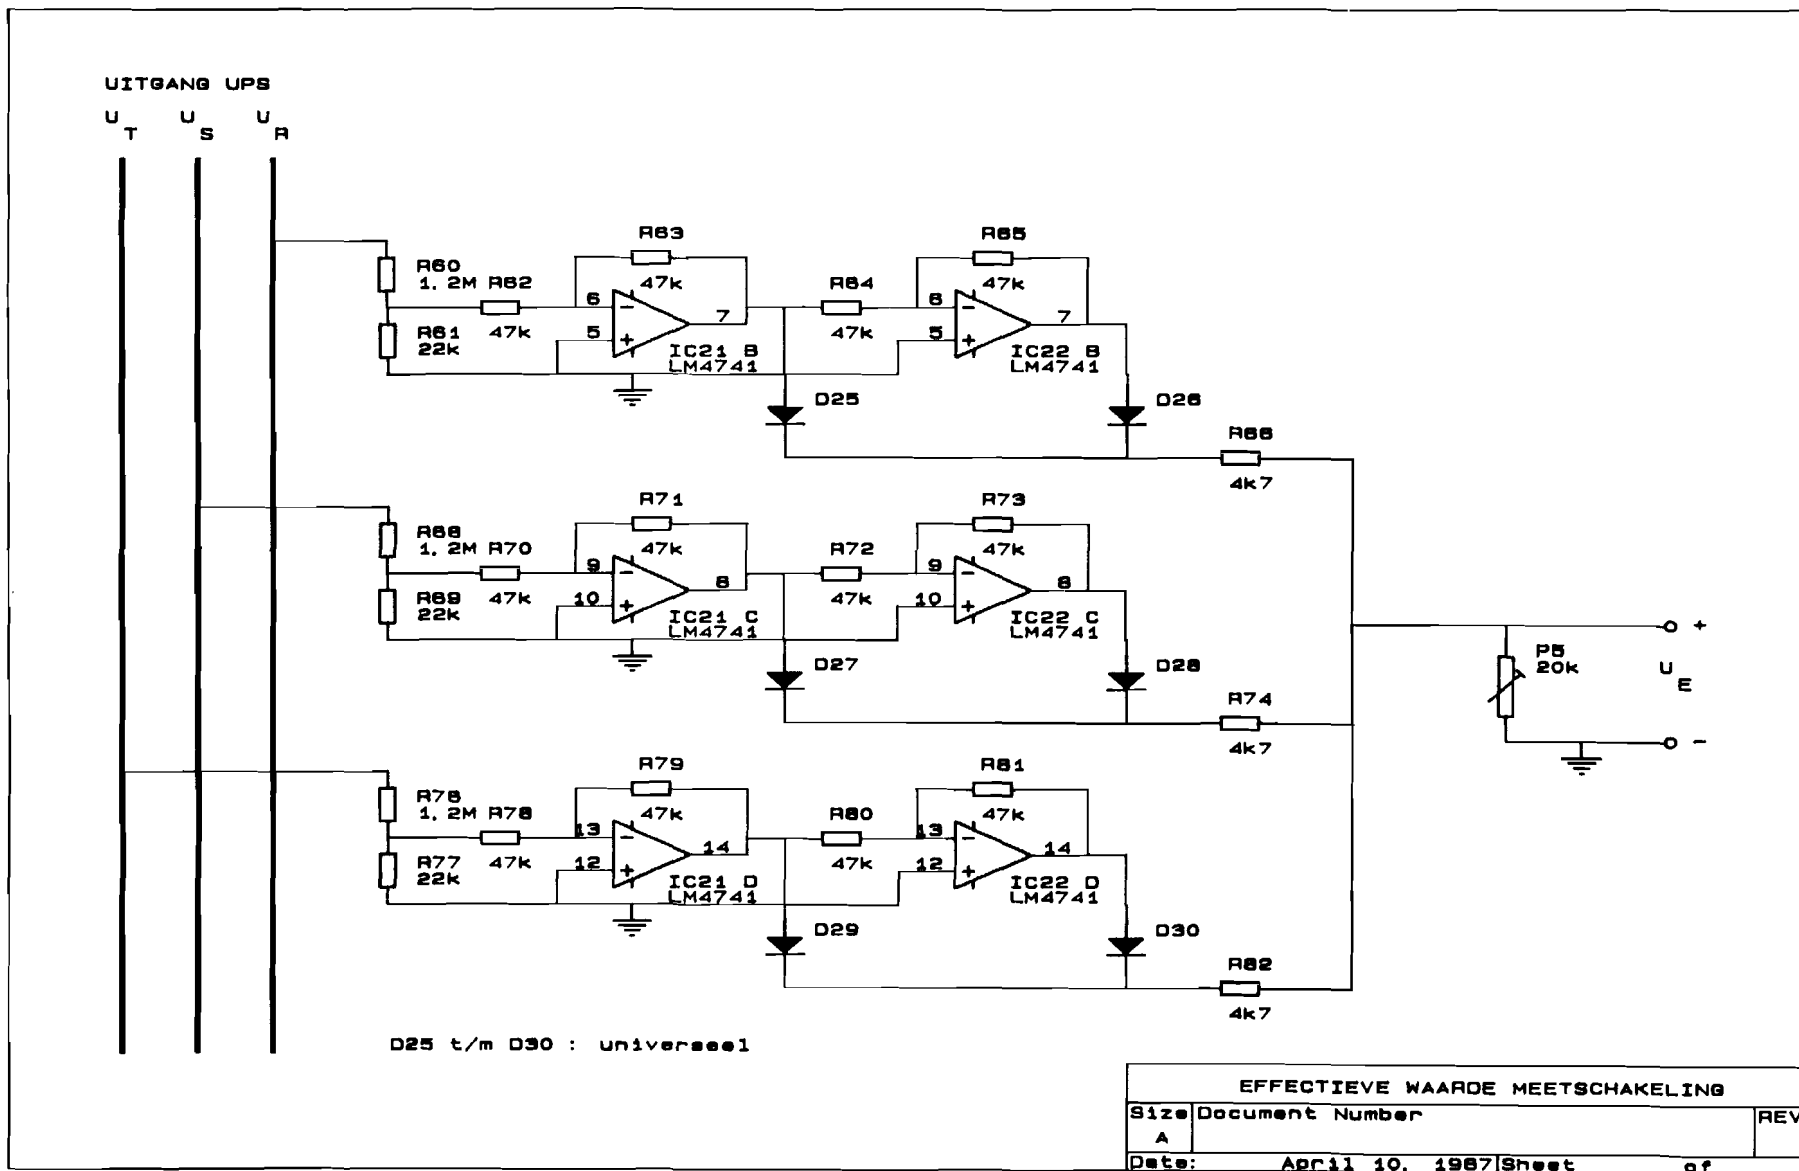 UITGANG UPS
U T U S U R
R63
47k
R65
47k
R60
1,2M
R62
47k
R61
22k
6
5
7
IC21 B
LM4741
R64
47k
6
5
7
IC22 B
LM4741
D25
D26
R66
4k7
R71
47k
R73
47k
R68
1,2M
R70
47k
R69
22k
9
10
8
IC21 C
LM4741
R72
47k
9
10
8
IC22 C
LM4741
D27
D28
R74
4k7
P5
20k
+
U E
-
R79
47k
R81
47k
R76
1,2M
R78
47k
R77
22k
13
12
14
IC21 D
LM4741
R80
47k
13
12
14
IC22 D
LM4741
D29
D30
R82
4k7
D25 t/m D30 : universeel
EFFECTIEVE WAARDE MEETSCHAKELING
Size Document Number REV
A
Date: April 10, 1987 Sheet of